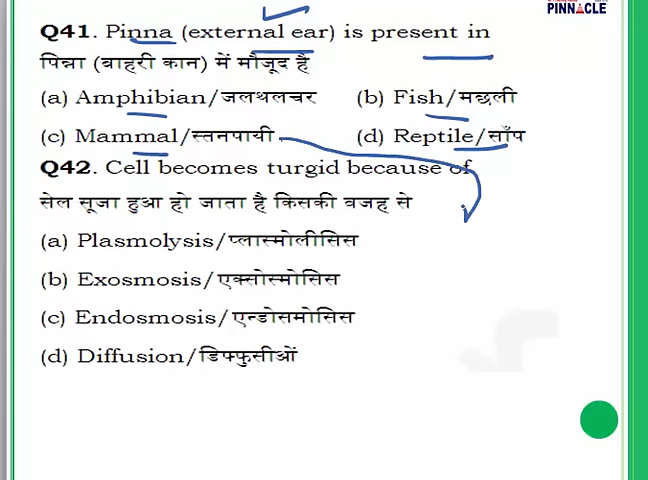 PINNACLE
Q41. Pinna (external ear) is present in
पिन्ना (बाहरी कान) में मौजूद है
(a) Amphibian/जलथलचर (b) Fish/मछली
(c) Mammal/स्तनपायी (d) Reptile/साँप
Q42. Cell becomes turgid because of
सेल सूजा हुआ हो जाता है किसकी वजह से
(a) Plasmolysis/प्लास्मोलीसिस
(b) Exosmosis/एक्सोस्मोसिस
(c) Endosmosis/एन्डोसमोसिस
(d) Diffusion/डिफ्फुसीओं